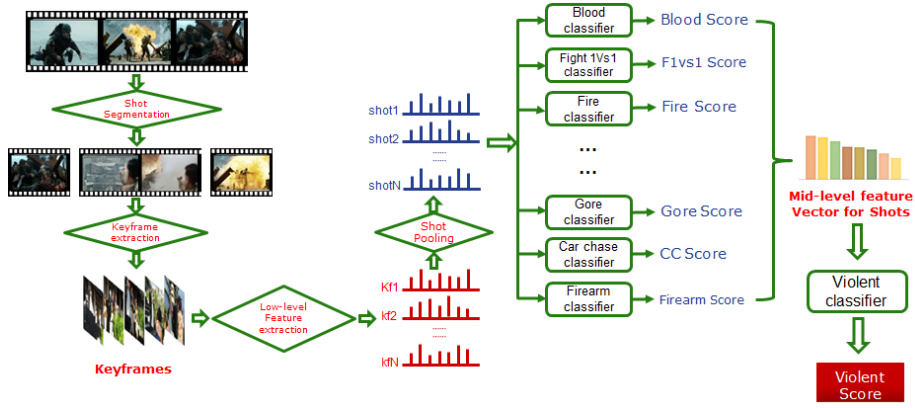 Shot
Segmentation
Keyframe
extraction
Keyframes
Low-level
Feature
extraction
Kf1
kf2
......
kfN
Shot
Pooling
shot1
shot2
......
shotN
Blood
classifier
Blood Score
Fight 1Vs1
classifier
F1vs1 Score
Fire
classifier
Fire Score
...
...
Gore
classifier
Gore Score
Car chase
classifier
CC Score
Firearm
classifier
Firearm Score
Mid-level feature
Vector for Shots
Violent
classifier
Violent
Score